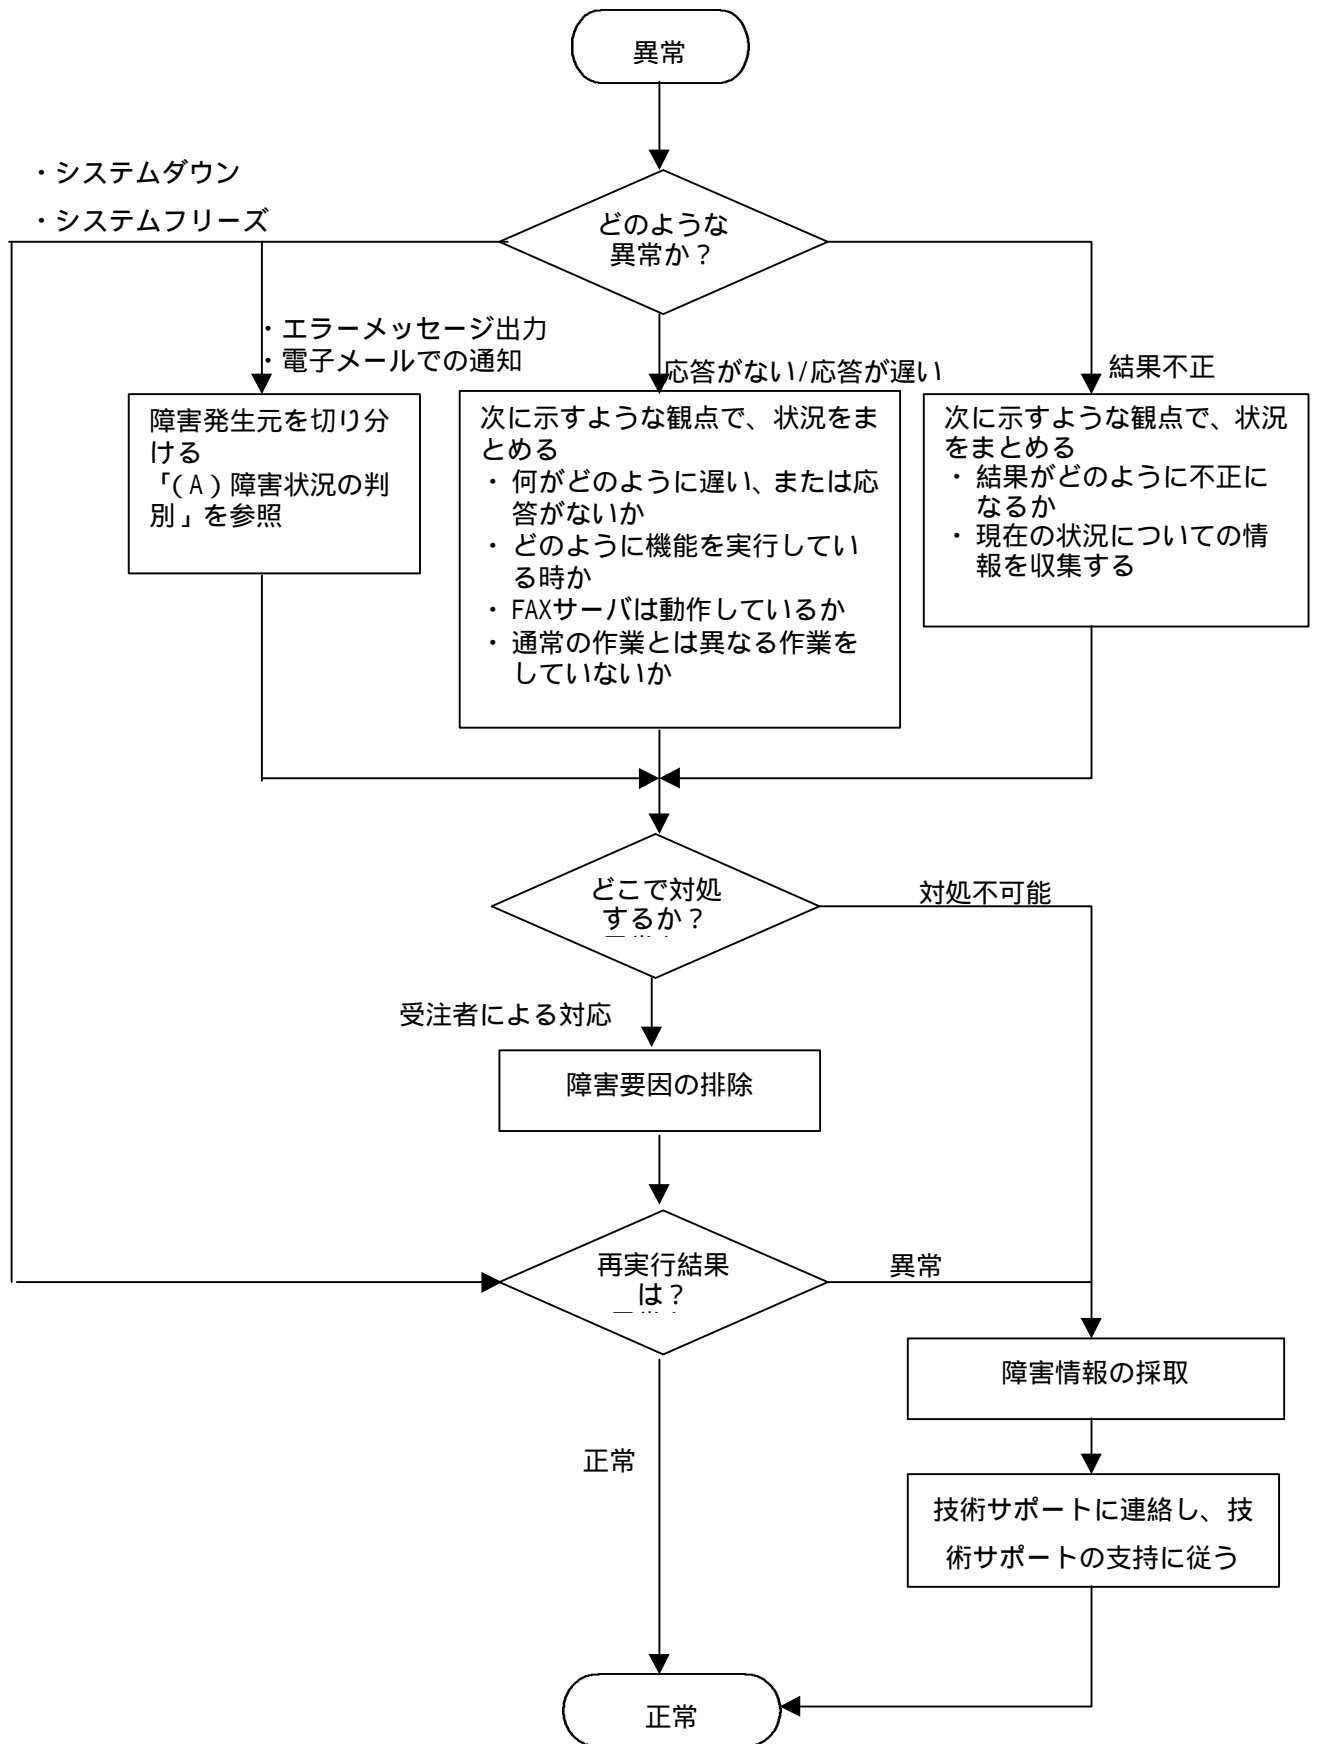 異常
・システムダウン
・システムフリーズ
どのような
異常か？
・エラーメッセージ出力
・電子メールでの通知
応答がない/応答が遅い
結果不正
障害発生元を切り分
ける
「(A)障害状況の判
別」を参照
次に示すような観点で、状況をま
とめる
・ 何がどのように遅い、または応
答がないか
・ どのように機能を実行してい
る時か
・ FAXサーバは動作しているか
・ 通常の作業とは異なる作業を
していないか
次に示すような観点で、状況
をまとめる
・ 結果がどのように不正に
なるか
・ 現在の状況についての情
報を収集する
どこで対処
するか？
対処不可能
受注者による対応
障害要因の排除
再実行結果
は？
異常
障害情報の採取
正常
技術サポートに連絡し、技
術サポートの支持に従う
正常